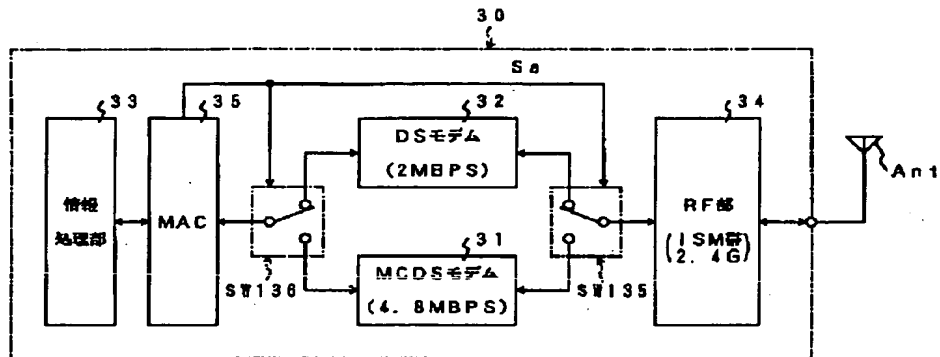 30
Sa
33
35
32
34
DSモデム
(2MBPS)
Ant
情報
処理部
MAC
RF部
(ISM群
2.4G)
31
MCDSモデム
(4.8MBPS)
SW136
SW135